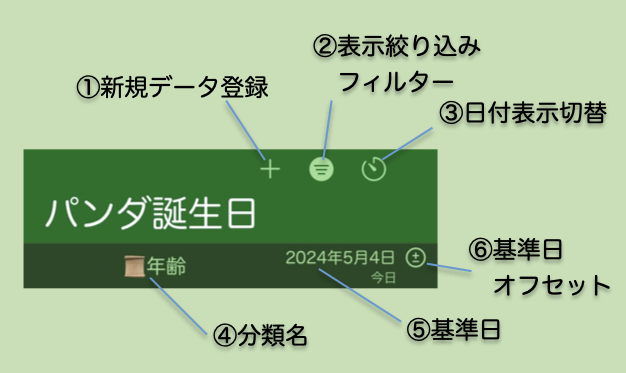 ②表示絞り込み
フィルター
①新規データ登録
③日付表示切替
パンダ誕生日
年齢
2024年5月4日
今日
⑥基準日
オフセット
④分類名
⑤基準日